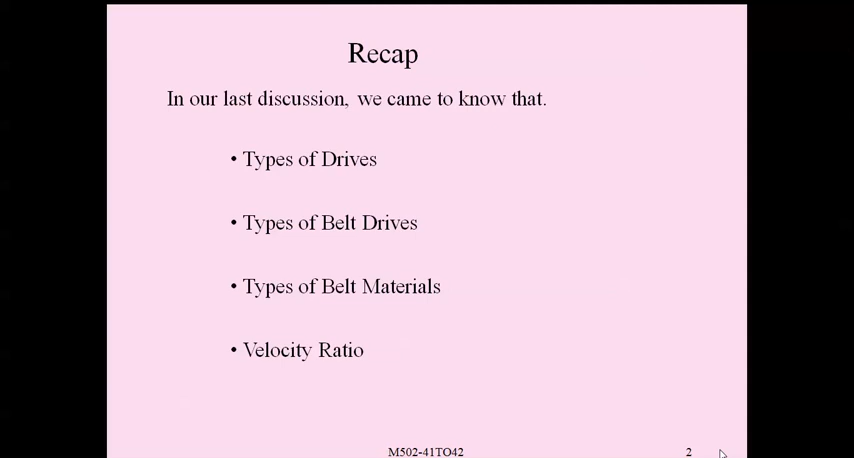 Recap
In our last discussion, we came to know that.
• Types of Drives
• Types of Belt Drives
• Types of Belt Materials
• Velocity Ratio
M502-41TO42
2